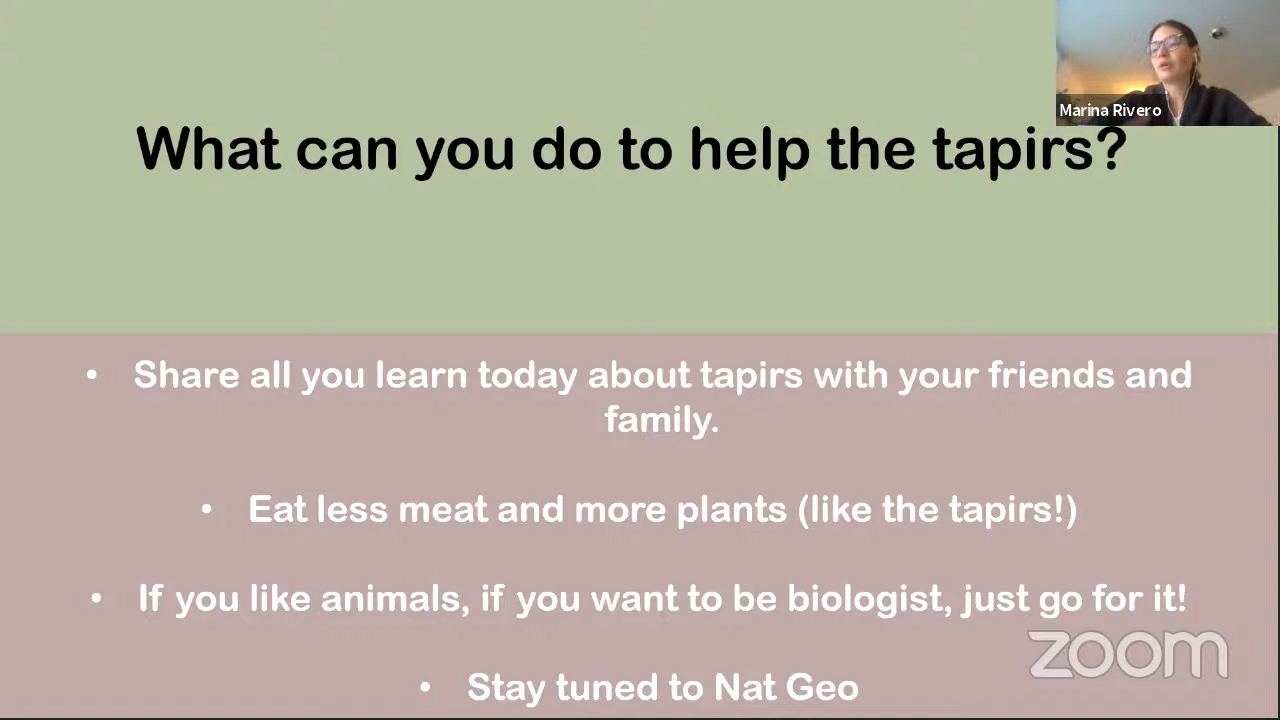 Marina Rivero
What can you do to help the tapirs?
• Share all you learn today about tapirs with your friends and
family.
• Eat less meat and more plants (like the tapirs!)
• If you like animals, if you want to be biologist, just go for it!
zoom
• Stay tuned to Nat Geo